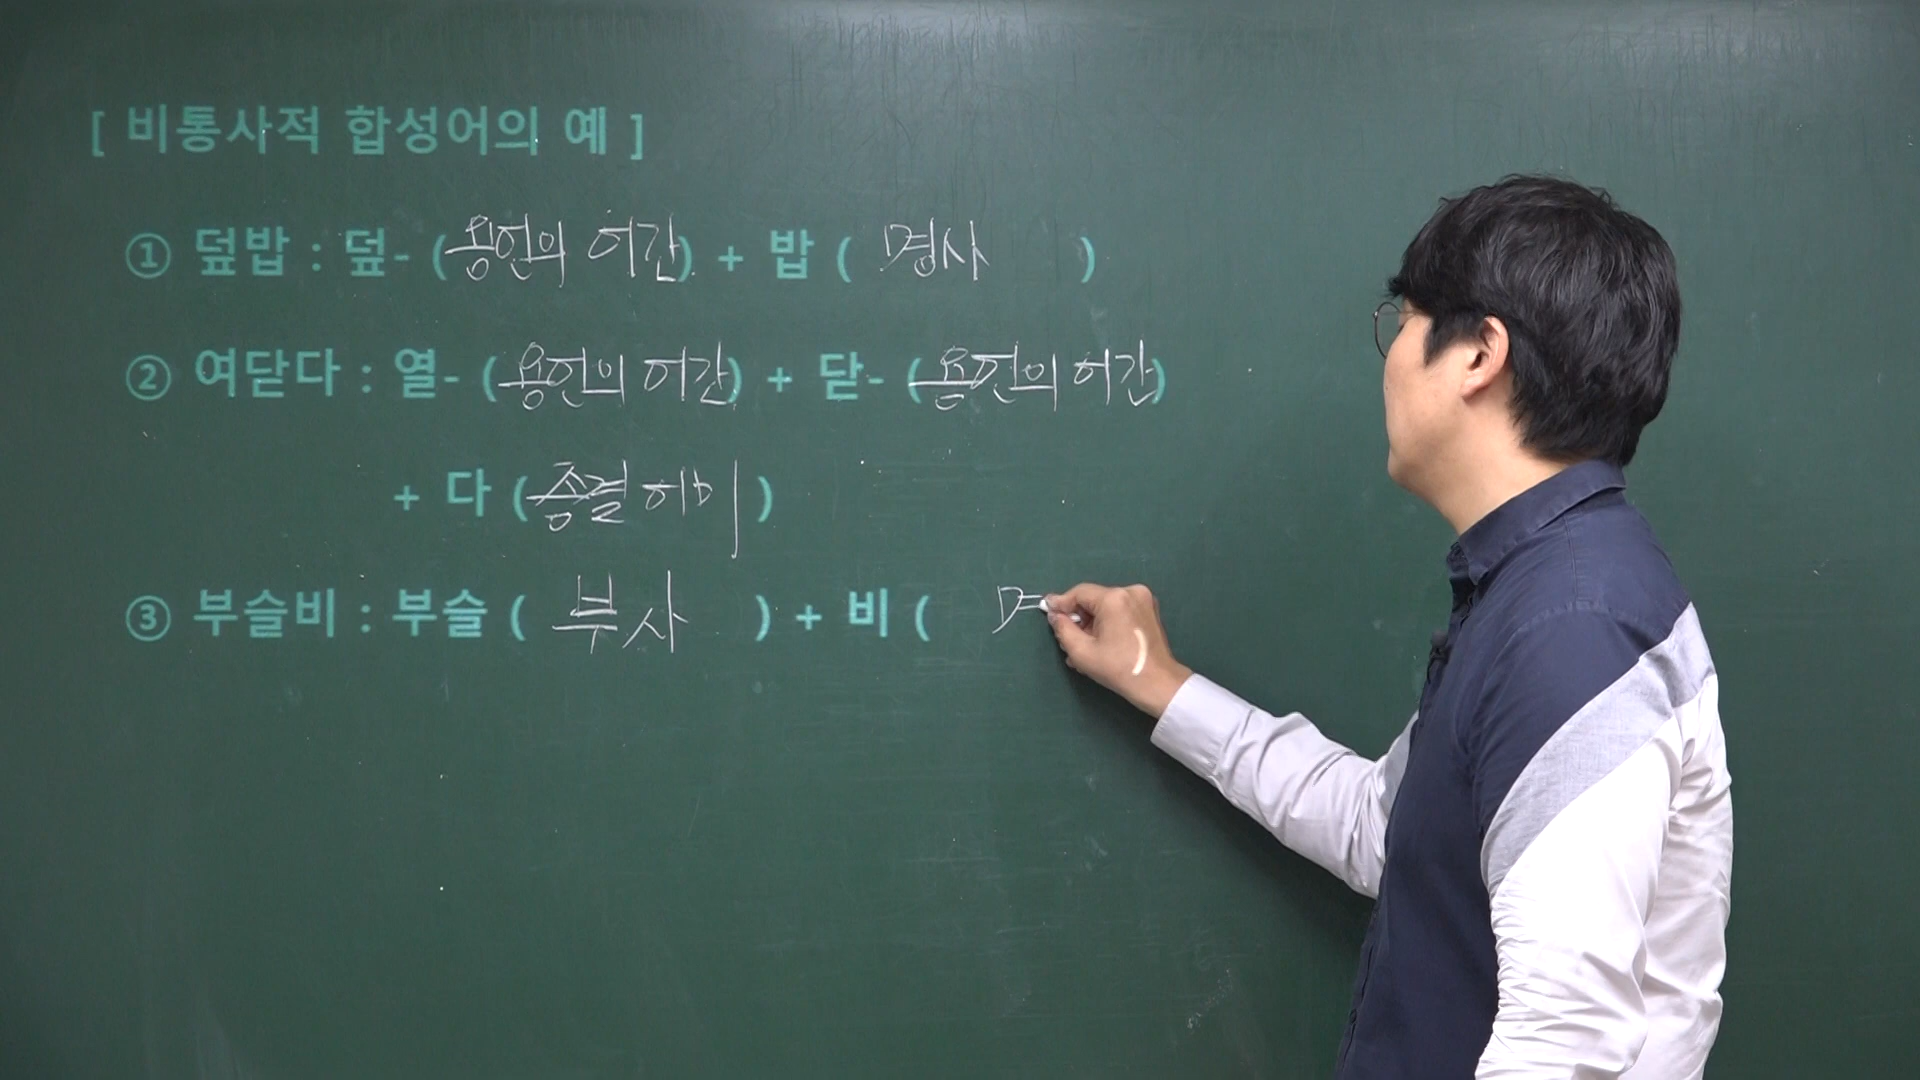 [ 비통사적 합성어의 예 ]
① 덮밥 : 덮- (용언의 어간) + 밥 ( 명사 )
② 여닫다 : 열- (용언의 어간) + 닫- (용언의 어간)
+ 다 (종결어미)
③ 부슬비 : 부슬 ( 부사 ) + 비 ( 며 )